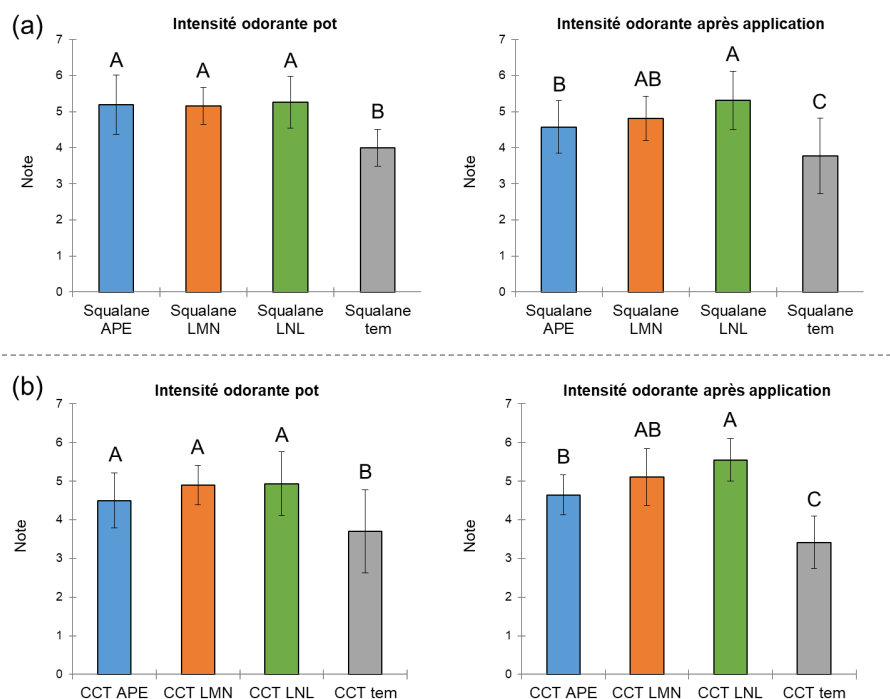 (a)
Intensité odorante pot
7
6
5
4
3
2
1
0
Note
A
A
A
B
Squalane APE
Squalane LMN
Squalane LNL
Squalane tem
Intensité odorante après application
7
6
5
4
3
2
1
0
Note
B
AB
A
C
Squalane APE
Squalane LMN
Squalane LNL
Squalane tem
(b)
Intensité odorante pot
7
6
5
4
3
2
1
0
Note
A
A
A
B
CCT APE
CCT LMN
CCT LNL
CCT tem
Intensité odorante après application
7
6
5
4
3
2
1
0
Note
B
AB
A
C
CCT APE
CCT LMN
CCT LNL
CCT tem